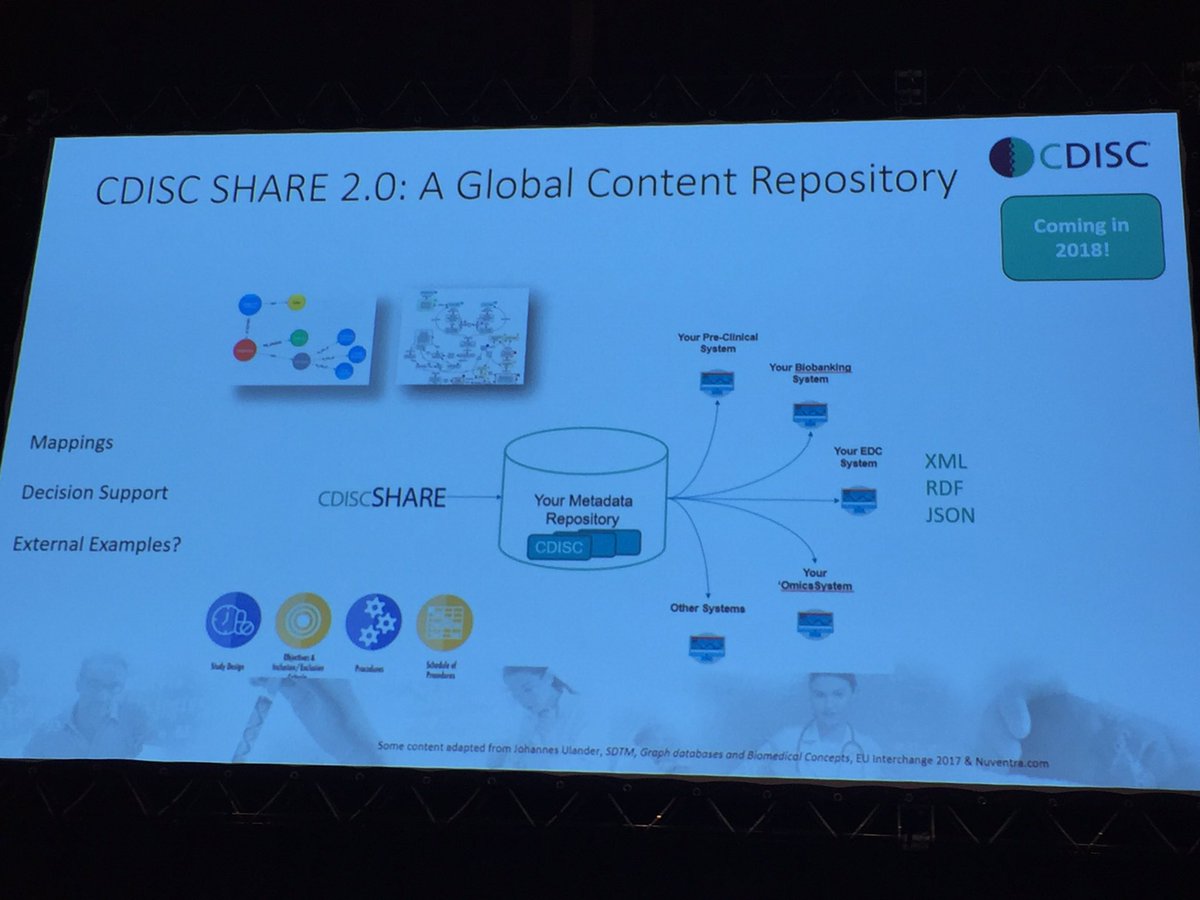 CDISC SHARE 2.0: A Global Content Repository
CDISC
Coming in
2018!
Mappings
Decision Support
External Examples?
CDISCSHARE
Your Metadata
Repository
CDISC
Your Pre-Clinical
System
Your Biobanking
System
Your EDC
System
Your
'OmicsSystem
Other Systems
XML
RDF
JSON
Study Design
Objectives &
Inclusion/Exclusion
Criteria
Procedures
Schedule of
Procedures
Some content adapted from Johannes Ulander, SDTM, Graph databases and Biomedical Concepts, EU Interchange 2017 & Nuventra.com